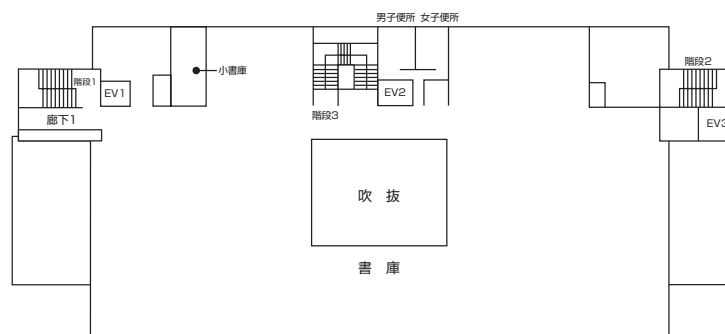 男子便所 女子便所
階段1
EV1
小書庫
EV2
階段2
EV3
廊下1
階段3
吹 抜
書 庫